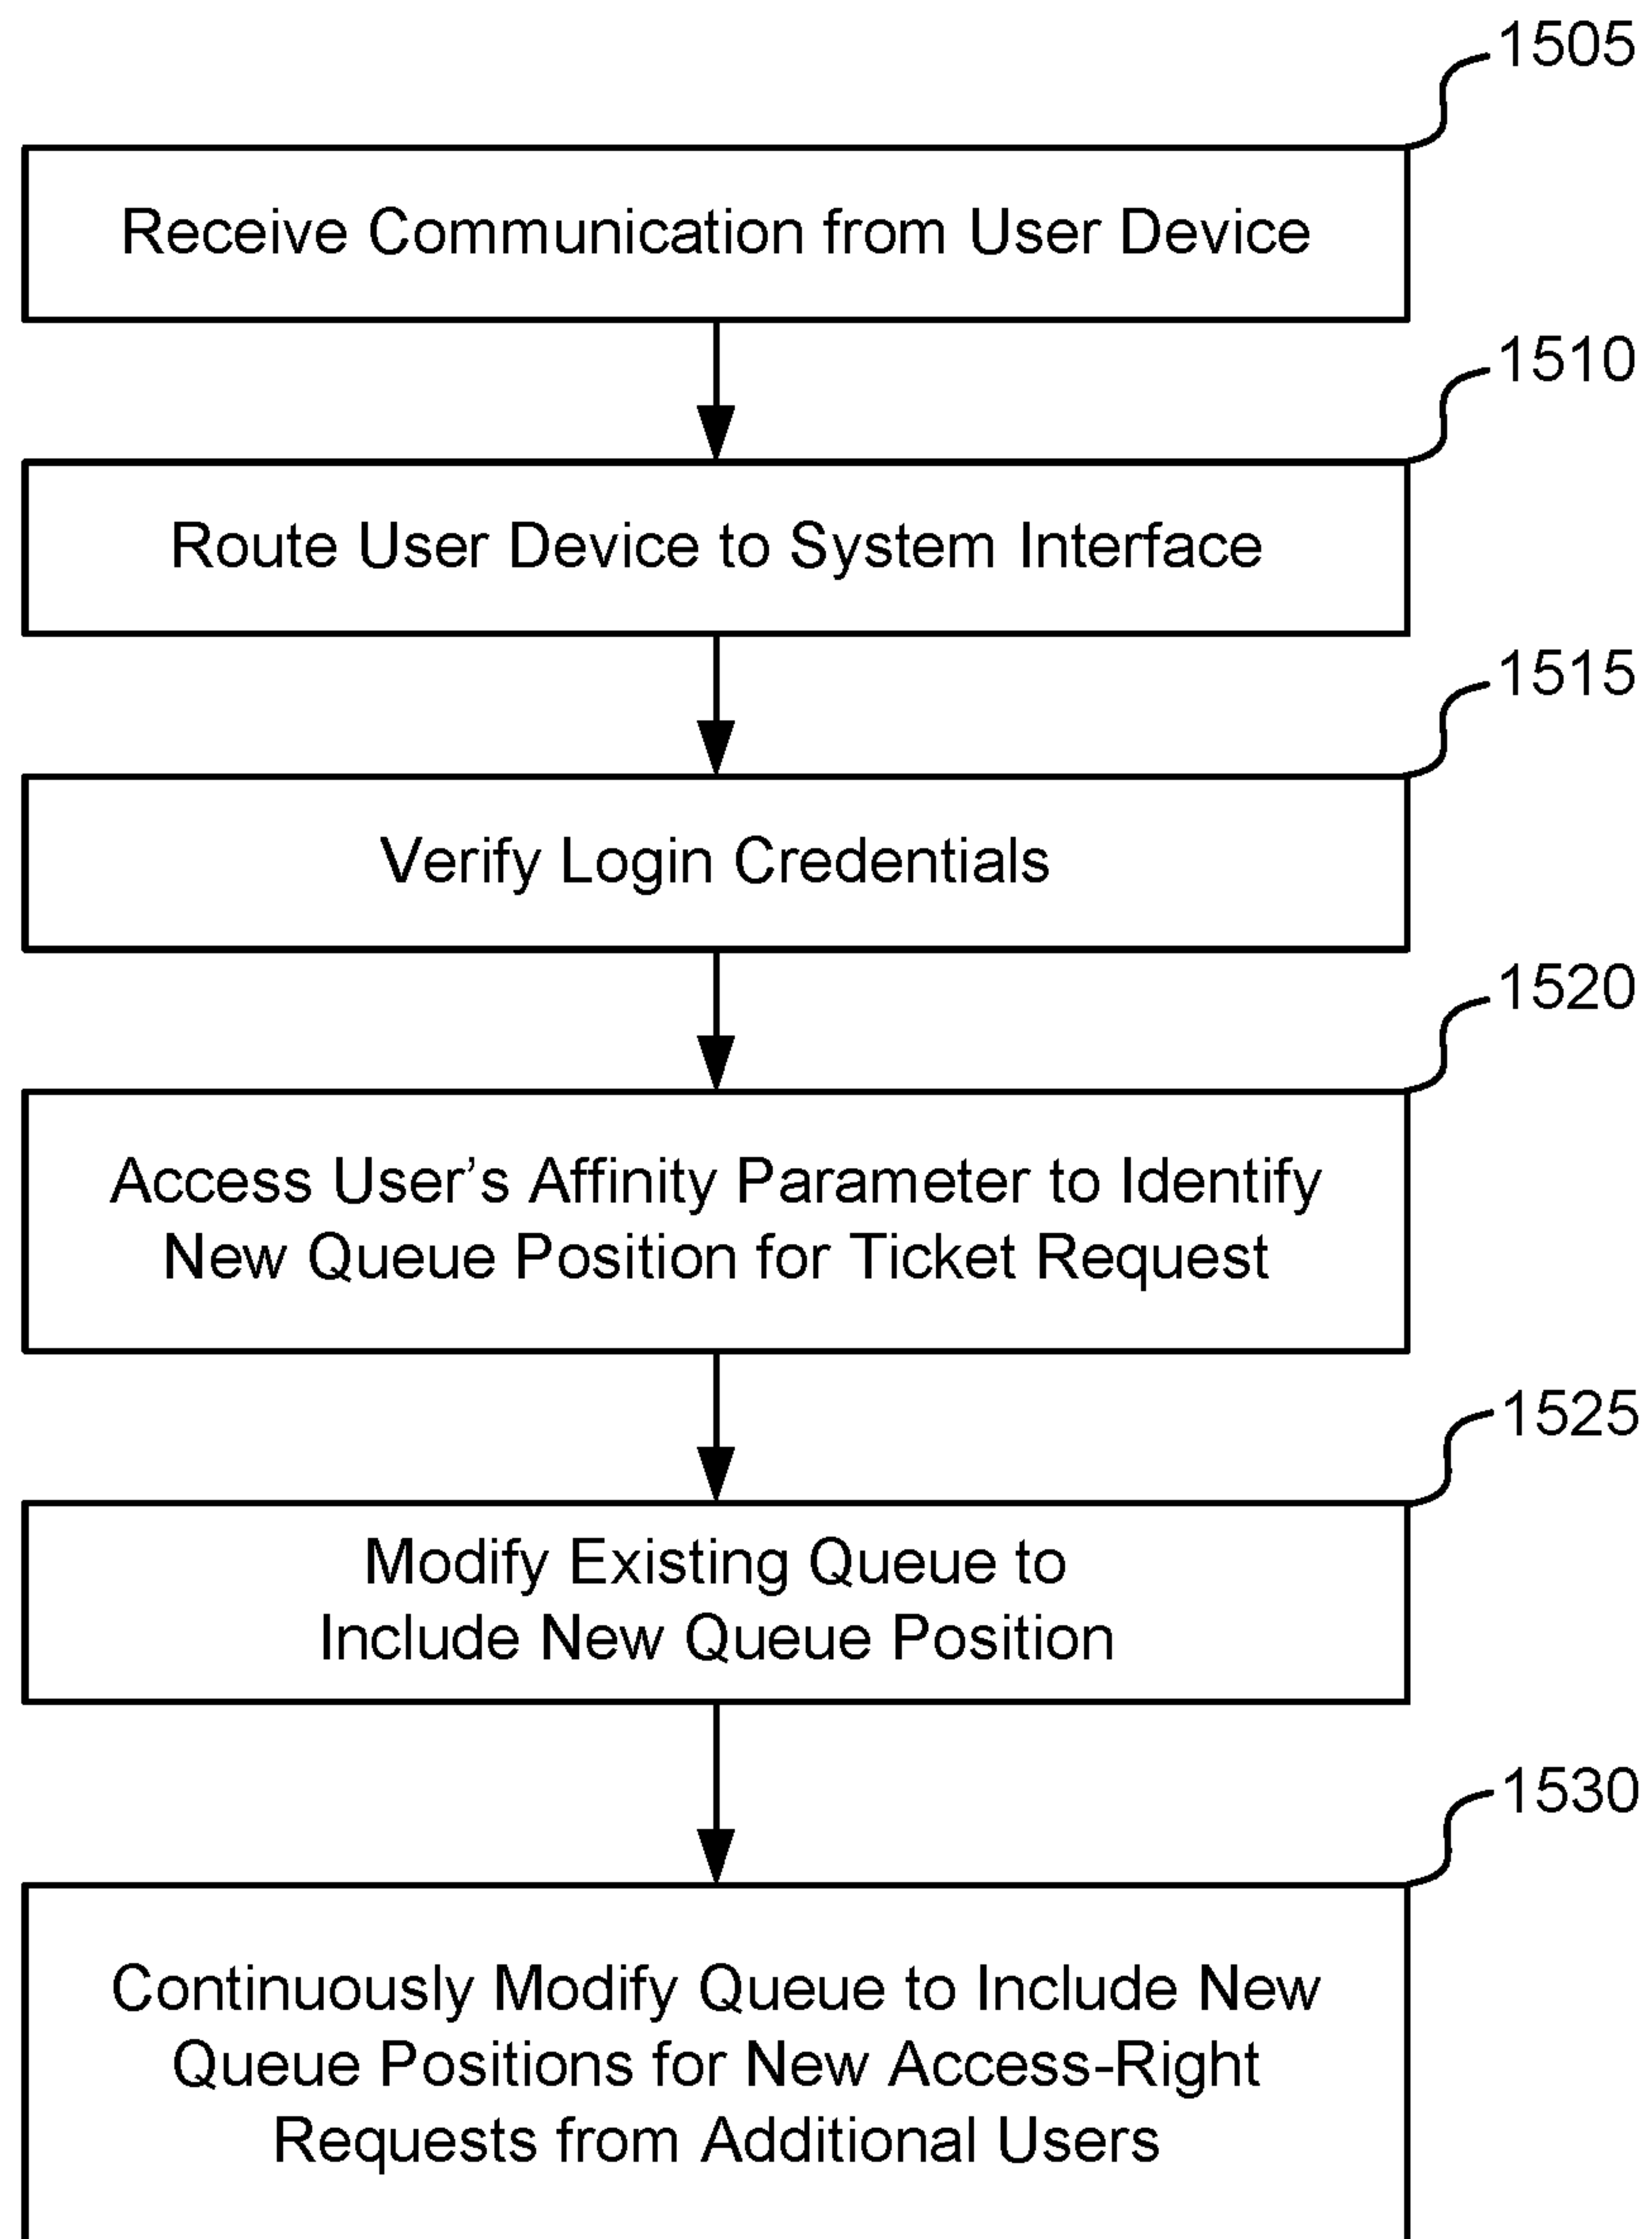 1505
Receive Communication from User Device
1510
Route User Device to System Interface
1515
Verify Login Credentials
1520
Access User’s Affinity Parameter to Identify
New Queue Position for Ticket Request
1525
Modify Existing Queue to
Include New Queue Position
1530
Continuously Modify Queue to Include New
Queue Positions for New Access-Right
Requests from Additional Users